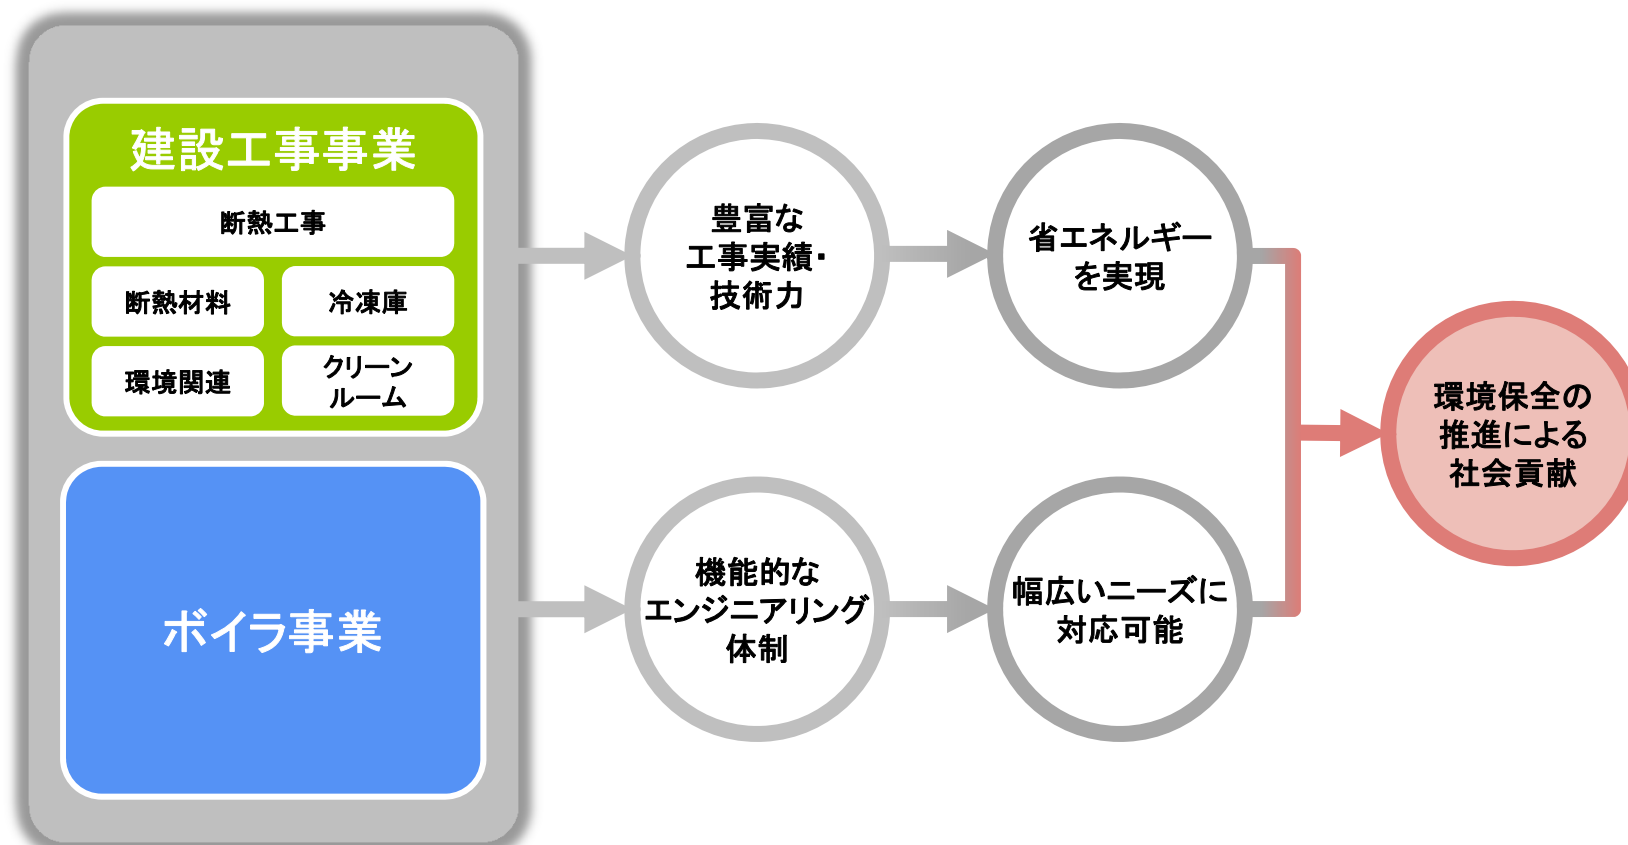 建設工事事業
断熱工事
断熱材料
冷凍庫
環境関連
クリーン
ルーム
ボイラ事業
豊富な
工事実績・
技術力
省エネルギー
を実現
機能的な
エンジニアリング
体制
幅広いニーズに
対応可能
環境保全の
推進による
社会貢献